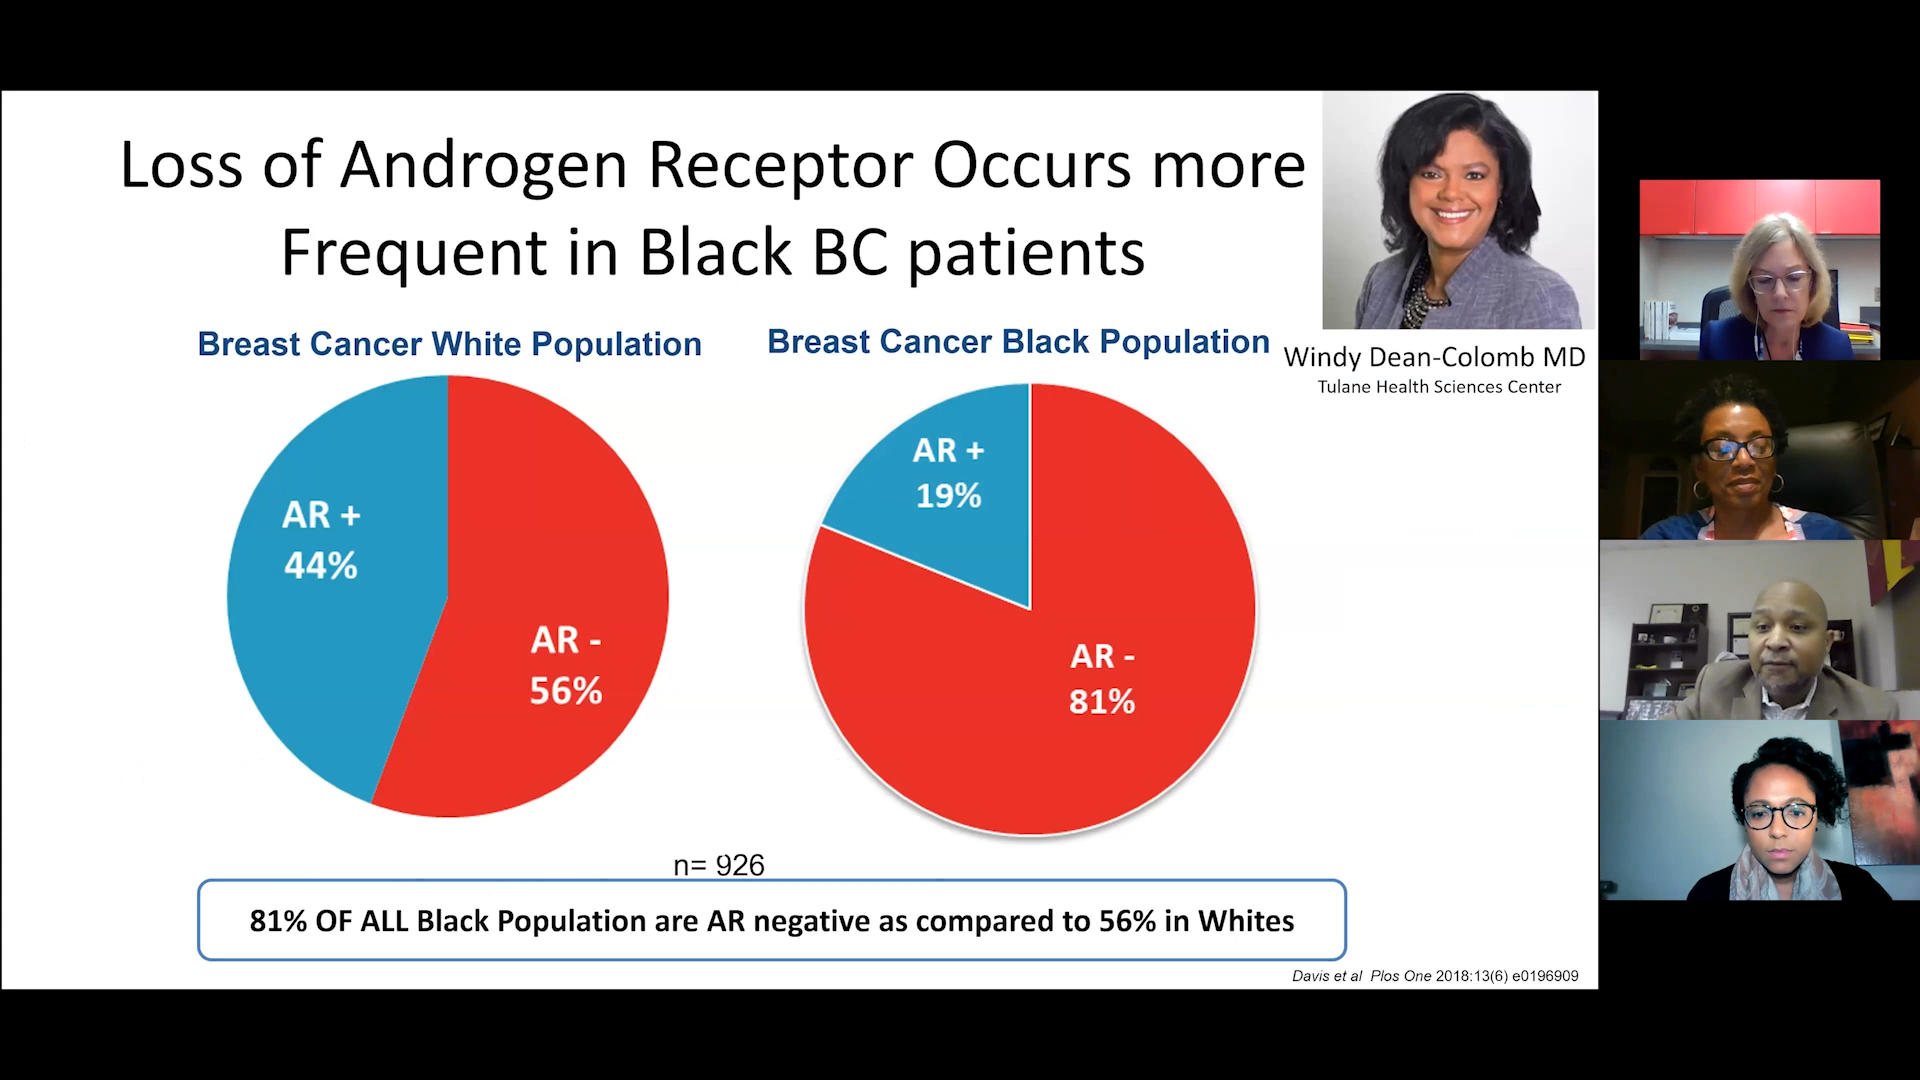 Loss of Androgen Receptor Occurs more
Frequent in Black BC patients
Windy Dean-Colomb MD
Tulane Health Sciences Center
Breast Cancer White Population
AR +
44%
AR -
56%
Breast Cancer Black Population
AR +
19%
AR -
81%
n= 926
81% OF ALL Black Population are AR negative as compared to 56% in Whites
Davis et al Plos One 2018:13(6) e0196909